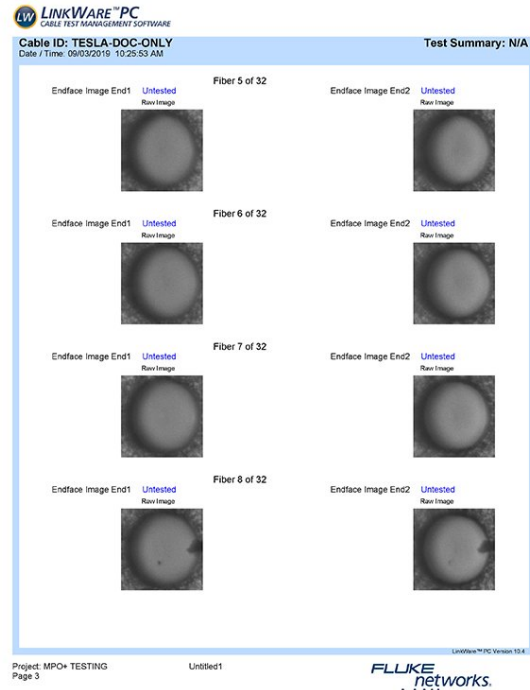 LW LINKWARE™PC
CABLE TEST MANAGEMENT SOFTWARE
Cable ID: TESLA-DOC-ONLY Test Summary: N/A
Date / Time: 09/03/2019 10:25:53 AM
Fiber 5 of 32
Endface Image End1 Untested Endface Image End2 Untested
Raw Image Raw Image
Fiber 6 of 32
Endface Image End1 Untested Endface Image End2 Untested
Raw Image Raw Image
Fiber 7 of 32
Endface Image End1 Untested Endface Image End2 Untested
Raw Image Raw Image
Fiber 8 of 32
Endface Image End1 Untested Endface Image End2 Untested
Raw Image Raw Image
LinkWare™ PC Version 10.4
Project: MPO+ TESTING Untitled1
Page 3
FLUKE
networks.